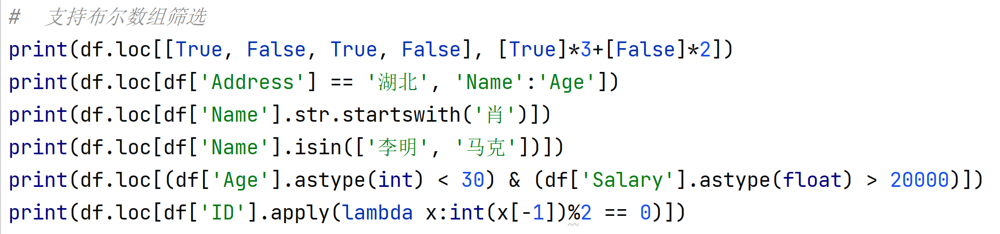 #  支持布尔数组筛选
print(df.loc[[True, False, True, False], [True]*3+[False]*2])
print(df.loc[df['Address'] == '湖北', 'Name':'Age'])
print(df.loc[df['Name'].str.startswith('肖')])
print(df.loc[df['Name'].isin(['李明', '马克'])])
print(df.loc[(df['Age'].astype(int) < 30) & (df['Salary'].astype(float) > 20000)])
print(df.loc[df['ID'].apply(lambda x:int(x[-1])%2 == 0)])